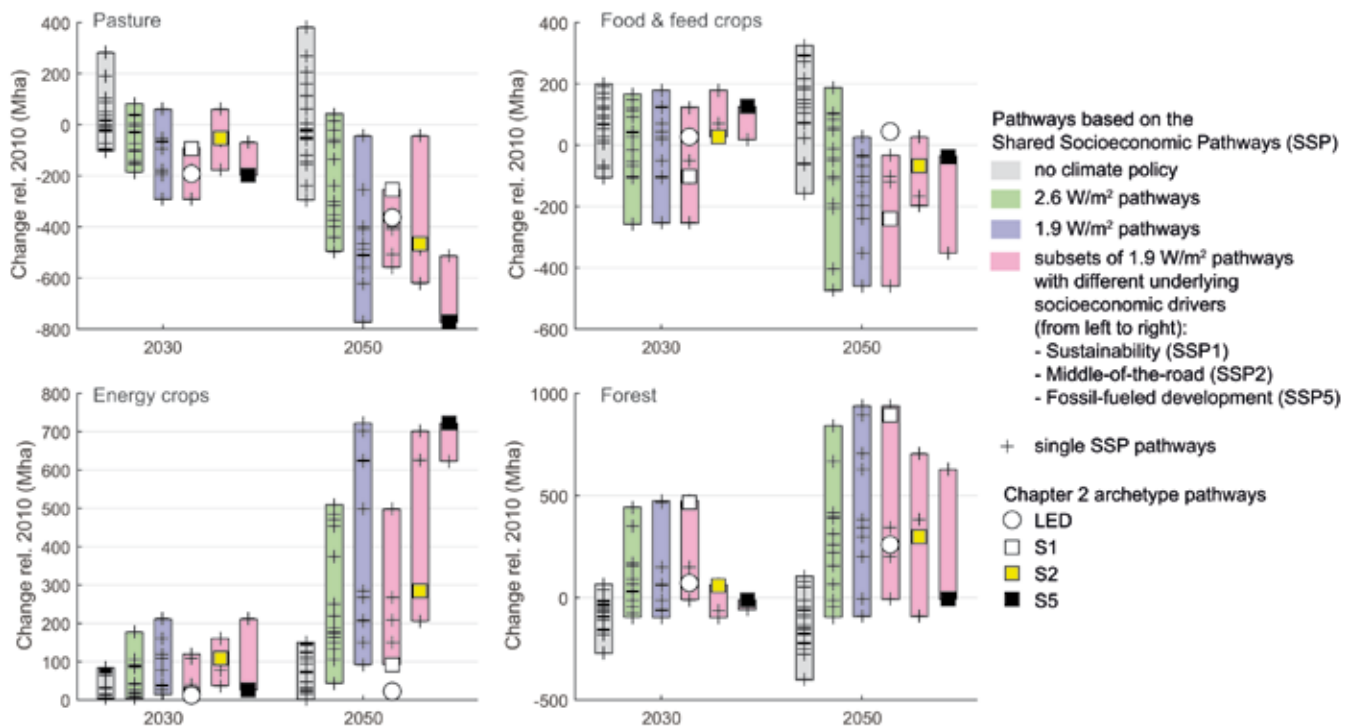 Pasture
Change rel. 2010 (Mha)
400
200
0
-200
-400
-600
-800
2030
2050
Food & feed crops
Change rel. 2010 (Mha)
400
200
0
-200
-400
-600
2030
2050
Energy crops
Change rel. 2010 (Mha)
800
700
600
500
400
300
200
100
0
2030
2050
Forest
Change rel. 2010 (Mha)
1000
500
0
-500
2030
2050
Pathways based on the
Shared Socioeconomic Pathways (SSP)
no climate policy
2.6 W/m² pathways
1.9 W/m² pathways
subsets of 1.9 W/m² pathways
with different underlying
socioeconomic drivers
(from left to right):
- Sustainability (SSP1)
- Middle-of-the-road (SSP2)
- Fossil-fueled development (SSP5)
single SSP pathways
Chapter 2 archetype pathways
LED
S1
S2
S5